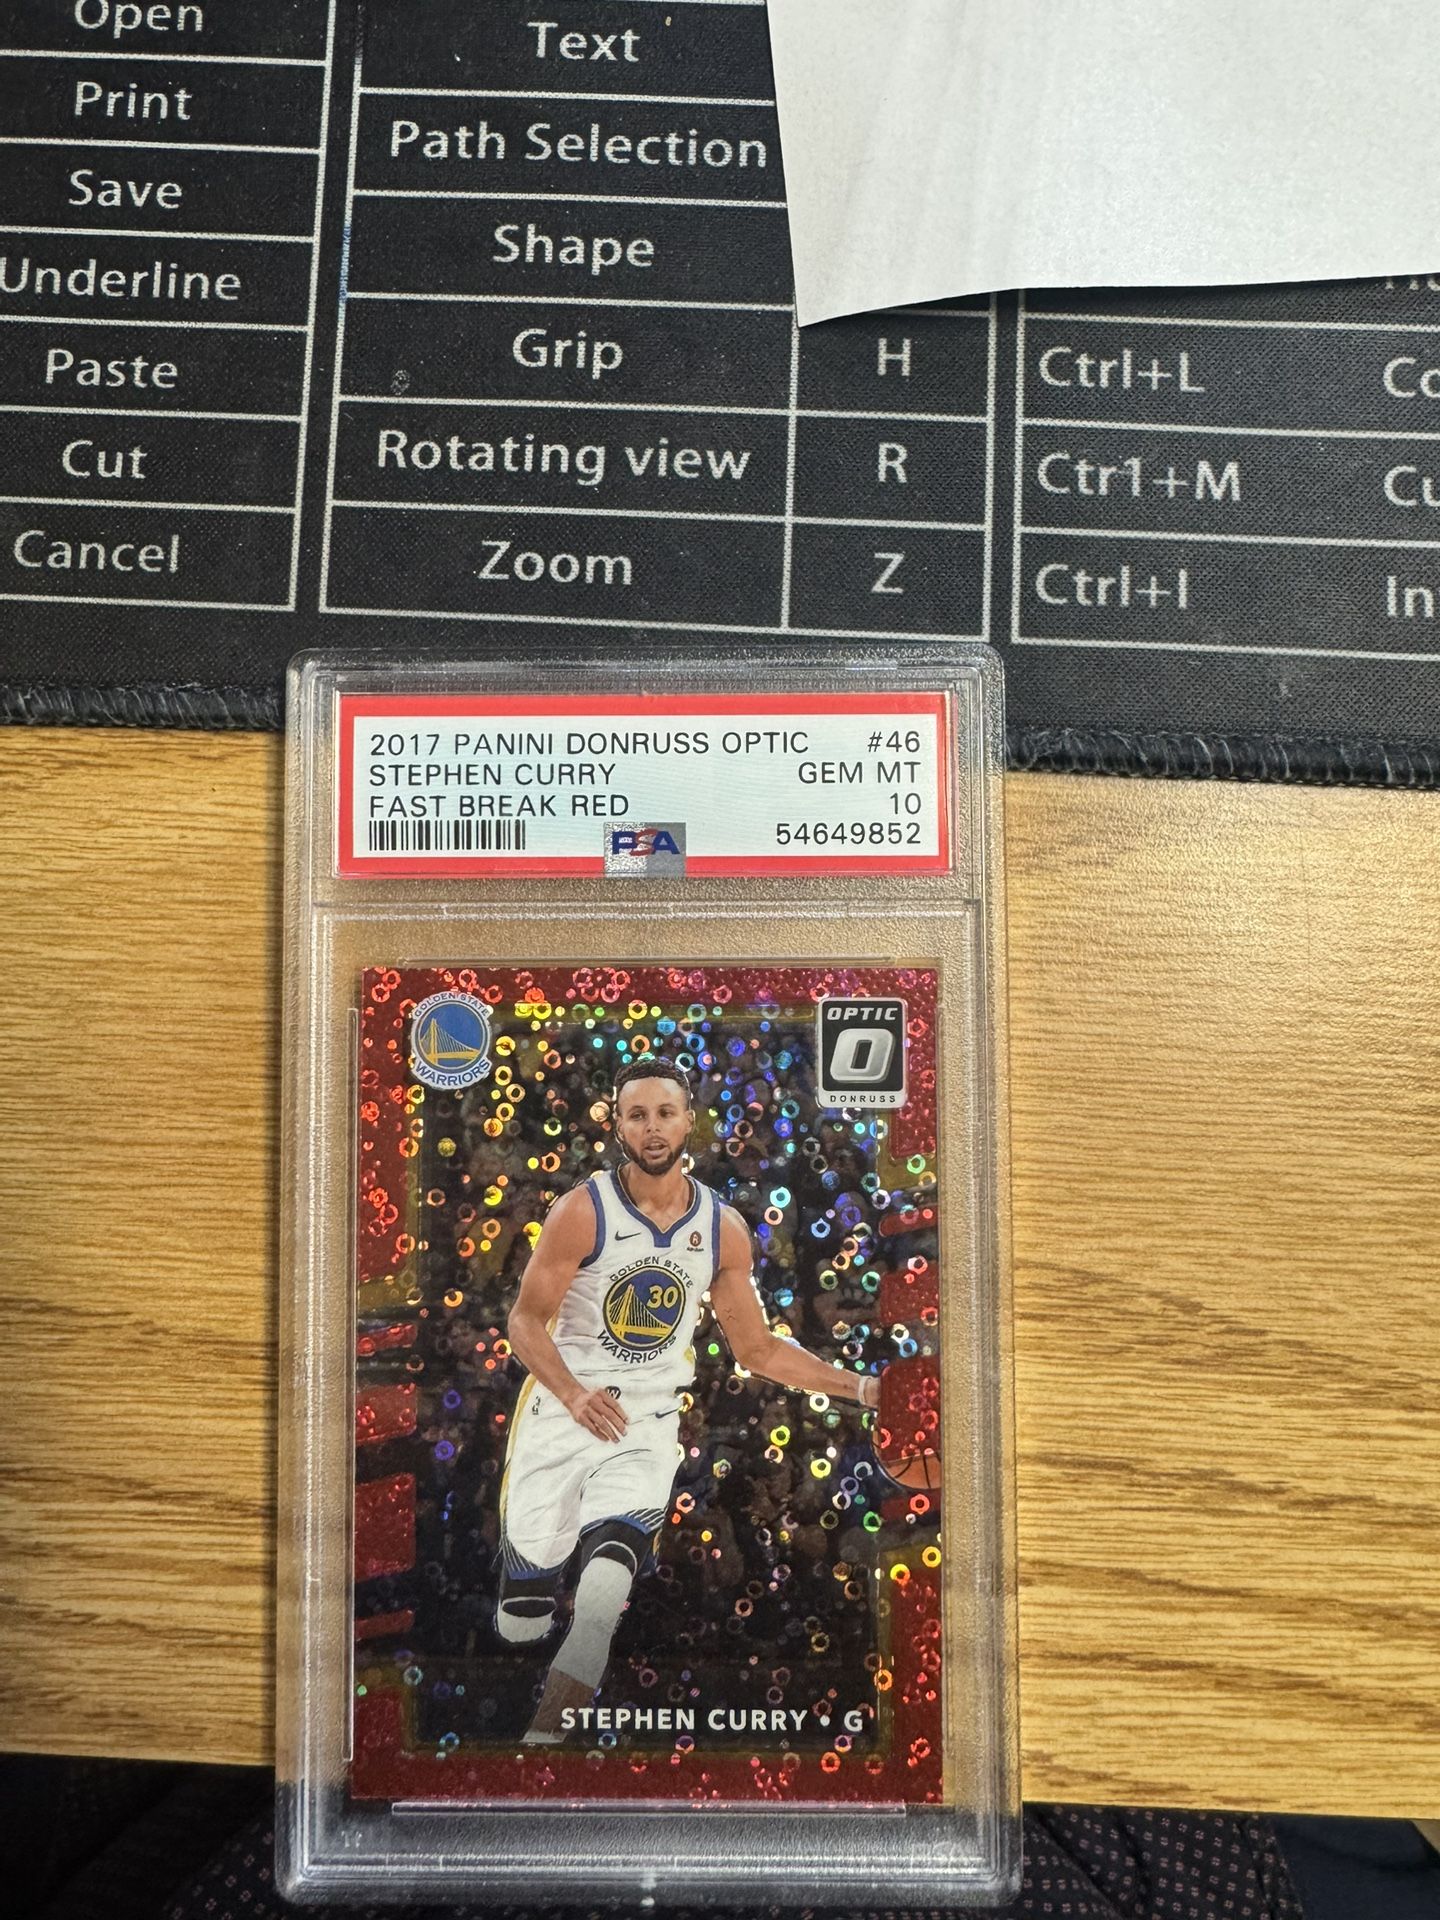 Open
Print
Save
Underline
Paste
Cut
Cancel
Text
Path Selection
Shape
Grip H
Rotating view R
Zoom Z
Ctrl+L
Ctr1+M
Ctrl+I
2017 PANINI DONRUSS OPTIC #46
STEPHEN CURRY GEM MT
FAST BREAK RED 10
PSA 54649852
GOLDEN STATE
WARRIORS
OPTIC
O
DONRUSS
GOLDEN STATE
30
WARRIORS
STEPHEN CURRY • G